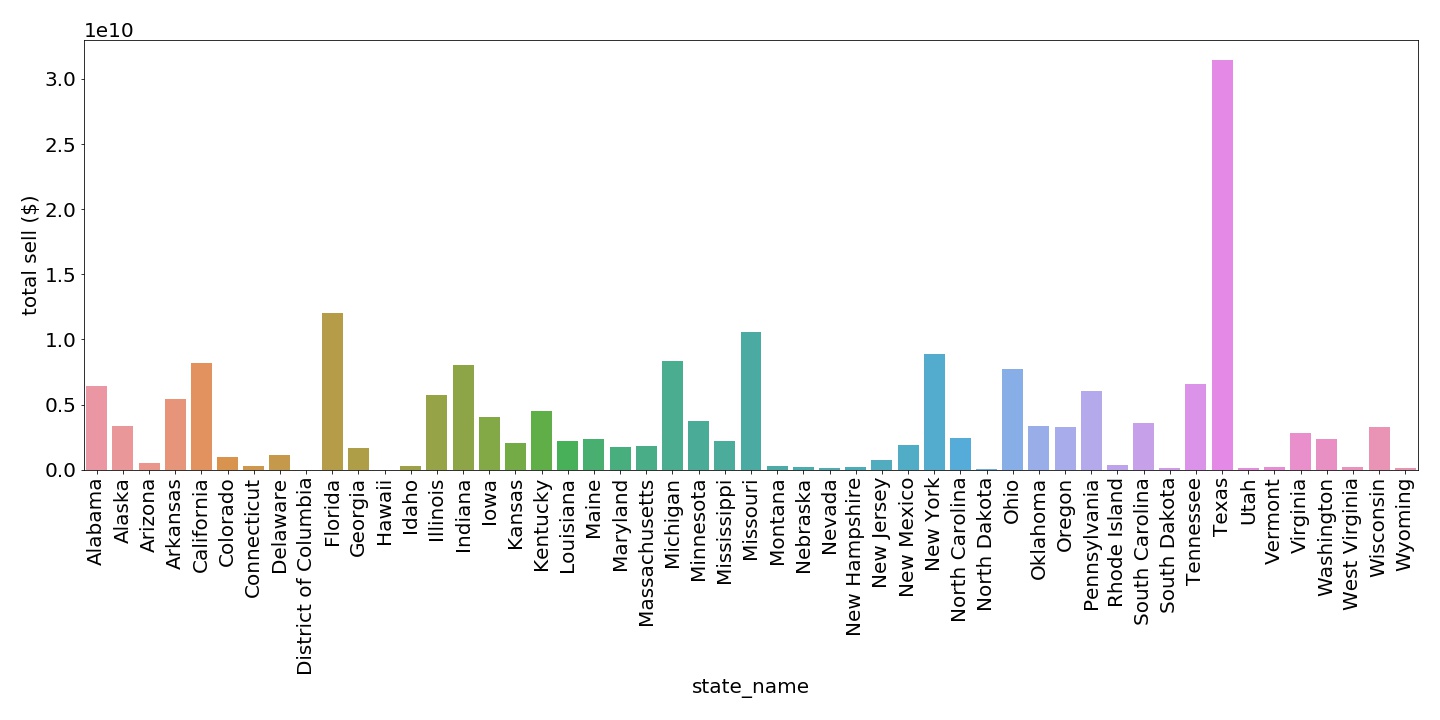 1e10
3.0
2.5
2.0
1.5
1.0
0.5
0.0
total sell ($)
Alabama
Alaska
Arizona
Arkansas
California
Colorado
Connecticut
Delaware
District of Columbia
Florida
Georgia
Hawaii
Idaho
Illinois
Indiana
Iowa
Kansas
Kentucky
Louisiana
Maine
Maryland
Massachusetts
Michigan
Minnesota
Mississippi
Missouri
Montana
Nebraska
Nevada
New Hampshire
New Jersey
New Mexico
New York
North Carolina
North Dakota
Ohio
Oklahoma
Oregon
Pennsylvania
Rhode Island
South Carolina
South Dakota
Tennessee
Texas
Utah
Vermont
Virginia
Washington
West Virginia
Wisconsin
Wyoming
state_name